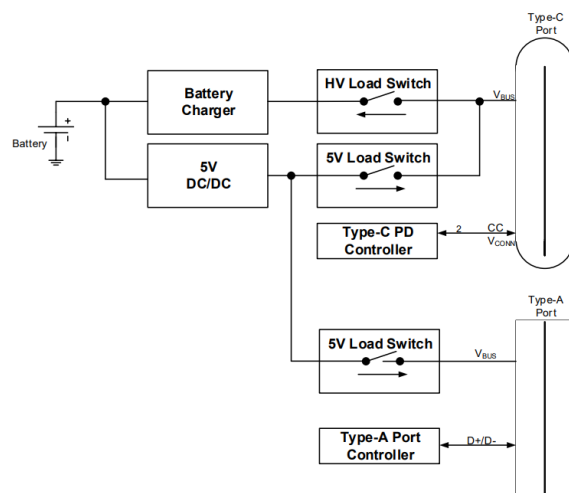 Type-C
Port
Battery
Charger
HV Load Switch
VBUS
+
-
Battery
5V
DC/DC
5V Load Switch
Type-C PD
Controller
2
CC
VCONN
Type-A
Port
5V Load Switch
VBUS
Type-A Port
Controller
D+/D-